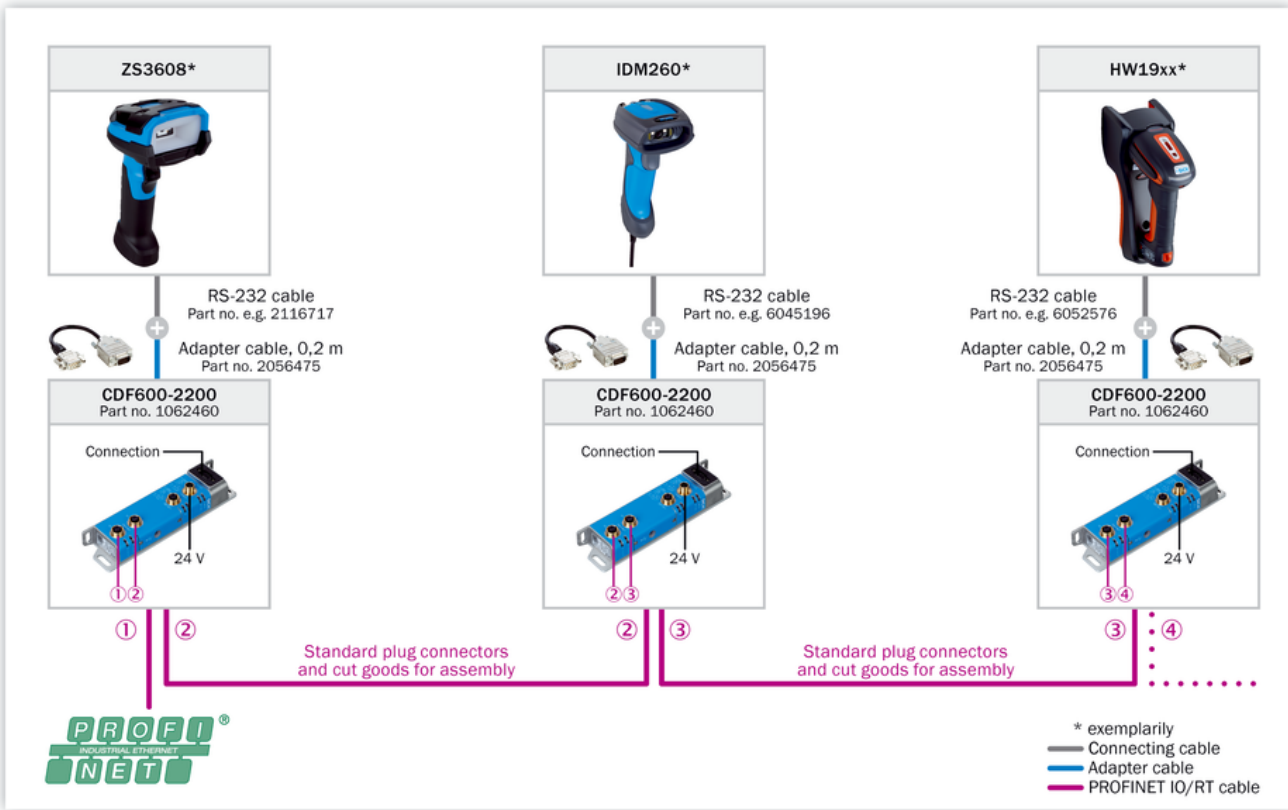 ZS3608*
IDM260*
HW19xx*
RS-232 cable
Part no. e.g. 2116717
Adapter cable, 0,2 m
Part no. 2056475
RS-232 cable
Part no. e.g. 6045196
Adapter cable, 0,2 m
Part no. 2056475
RS-232 cable
Part no. e.g. 6052576
Adapter cable, 0,2 m
Part no. 2056475
CDF600-2200
Part no. 1062460
Connection
24 V
①②
CDF600-2200
Part no. 1062460
Connection
24 V
②③
CDF600-2200
Part no. 1062460
Connection
24 V
③④
① ②
Standard plug connectors
and cut goods for assembly
② ③
Standard plug connectors
and cut goods for assembly
③ ④
PROFI®
INDUSTRIAL ETHERNET
NET
* exemplarily
Connecting cable
Adapter cable
PROFINET IO/RT cable